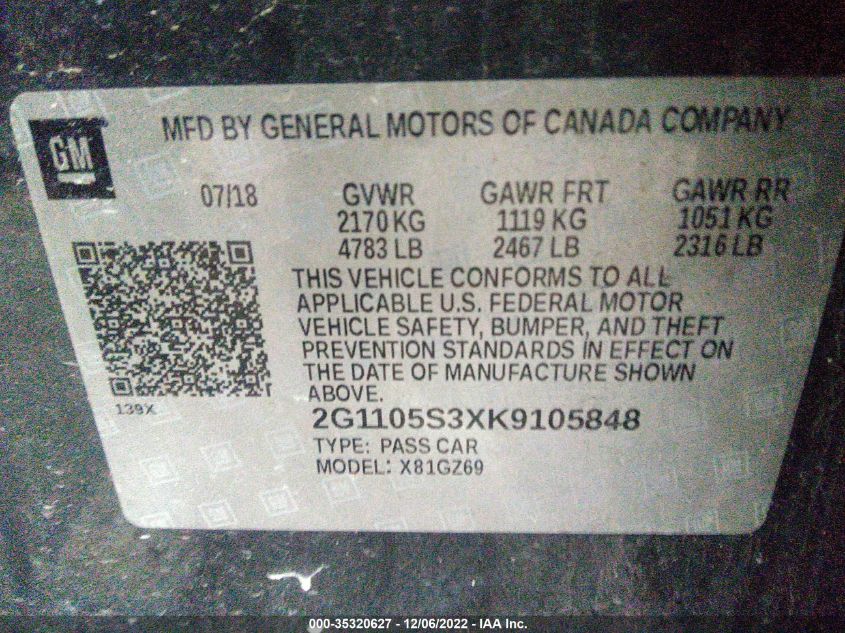 MFD BY GENERAL MOTORS OF CANADA COMPANY
GM
07/18 GVWR GAWR FRT GAWR RR
2170 KG 1119 KG 1051 KG
4783 LB 2467 LB 2316 LB
THIS VEHICLE CONFORMS TO ALL
APPLICABLE U.S. FEDERAL MOTOR
VEHICLE SAFETY, BUMPER, AND THEFT
PREVENTION STANDARDS IN EFFECT ON
THE DATE OF MANUFACTURE SHOWN
ABOVE.
139X
2G1105S3XK9105848
TYPE: PASS CAR
MODEL: X81GZ69
000-35320627 - 12/06/2022 - IAA Inc.